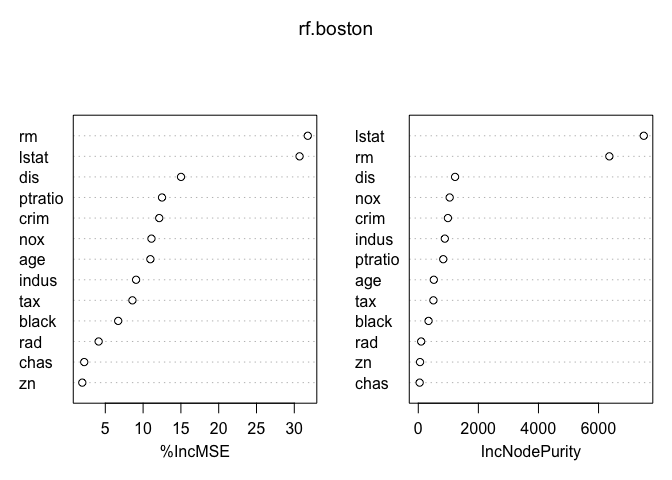 rf.boston
rm
lstat
dis
ptratio
crim
nox
age
indus
tax
black
rad
chas
zn
5 10 15 20 25 30
%IncMSE
lstat
rm
dis
nox
crim
indus
ptratio
age
tax
black
rad
zn
chas
0 2000 4000 6000
IncNodePurity